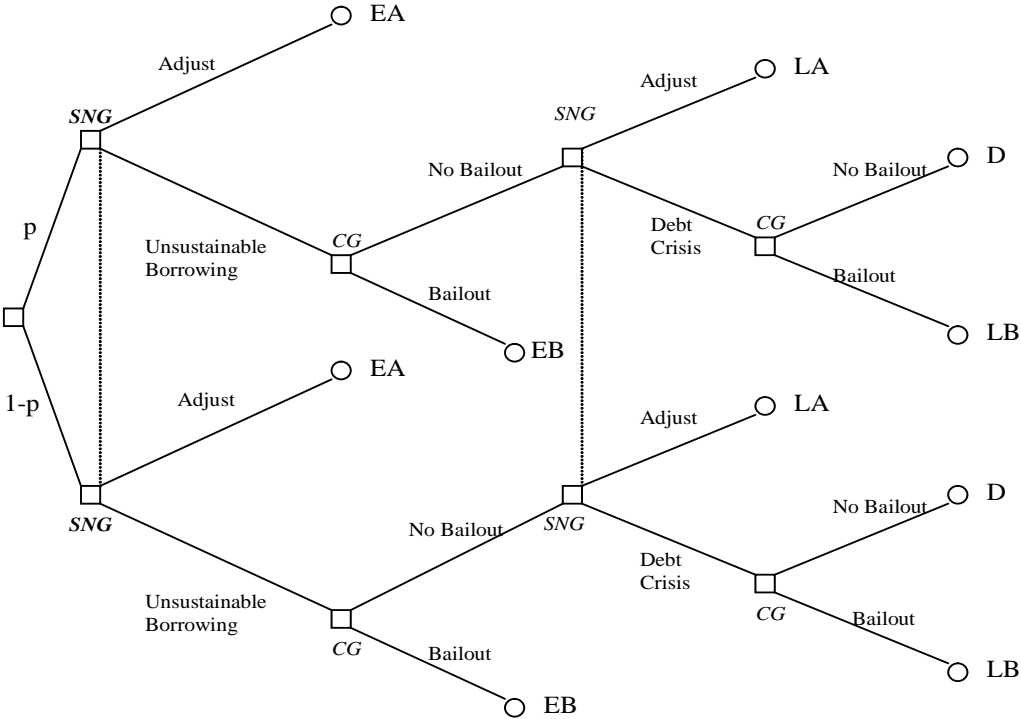 EA
Adjust
LA
Adjust
SNG
SNG
D
No Bailout
No Bailout
p
Debt
Crisis
CG
Unsustainable
Borrowing
CG
Bailout
Bailout
LB
EB
EA
1-p
Adjust
LA
Adjust
D
No Bailout
SNG
No Bailout
SNG
Debt
Crisis
Unsustainable
Borrowing
CG
Bailout
CG
Bailout
LB
EB